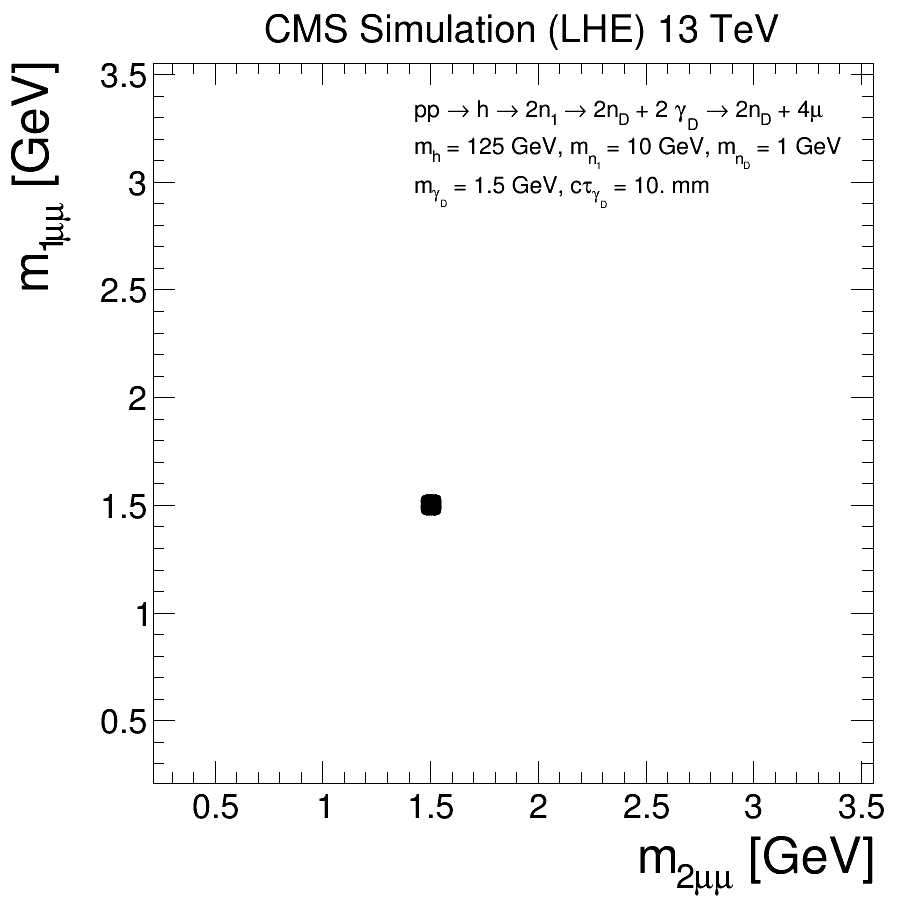 CMS Simulation (LHE) 13 TeV
m1μμ [GeV]
3.5
3
2.5
2
1.5
1
0.5
pp → h → 2n1 → 2nD + 2 γD → 2nD + 4μ
mh = 125 GeV, mn1 = 10 GeV, mnD = 1 GeV
mγD = 1.5 GeV, cτγD = 10. mm
0.5 1 1.5 2 2.5 3 3.5
m2μμ [GeV]